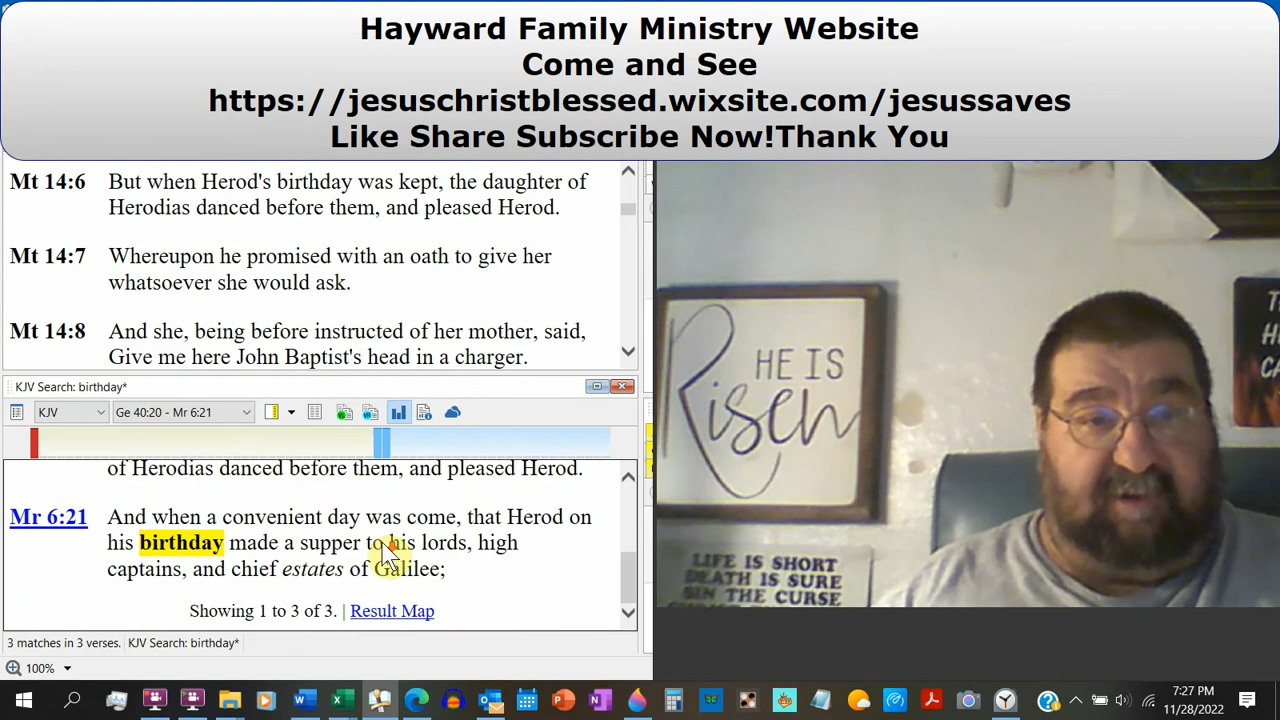 Hayward Family Ministry Website
Come and See
https://jesuschristblessed.wixsite.com/jesussaves
Like Share Subscribe Now!Thank You
Mt 14:6 But when Herod's birthday was kept, the daughter of
Herodias danced before them, and pleased Herod.
Mt 14:7 Whereupon he promised with an oath to give her
whatsoever she would ask.
Mt 14:8 And she, being before instructed of her mother, said,
Give me here John Baptist's head in a charger.
KJV Search: birthday*
KJV Ge 40:20 - Mr 6:21
of Herodias danced before them, and pleased Herod.
Mr 6:21 And when a convenient day was come, that Herod on
his birthday made a supper to his lords, high
captains, and chief estates of Galilee;
Showing 1 to 3 of 3. | Result Map
3 matches in 3 verses. KJV Search: birthday*
100%
HE IS
Risen
LIFE IS SHORT
DEATH IS SURE
SIN THE CURSE
7:27 PM
11/28/2022